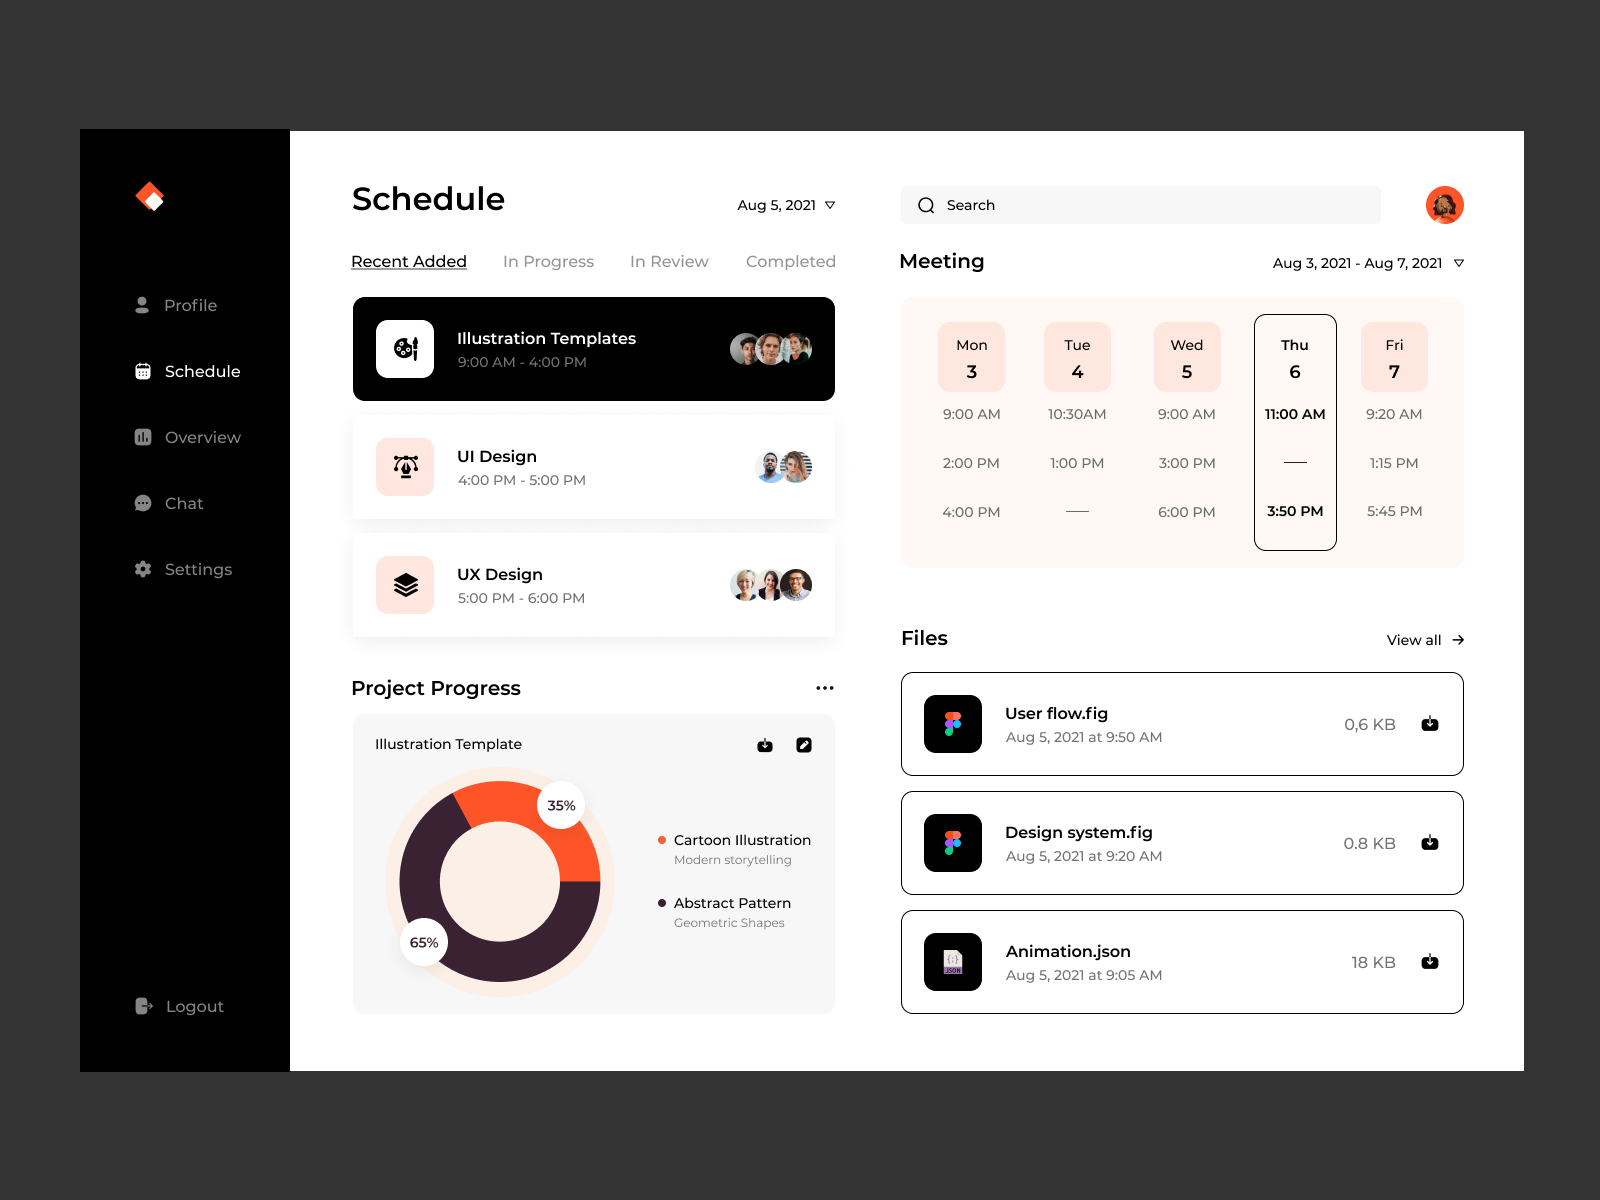 Profile
Schedule
Overview
Chat
Settings
Logout
Schedule
Aug 5, 2021
Recent Added
In Progress
In Review
Completed
Illustration Templates
9:00 AM - 4:00 PM
UI Design
4:00 PM - 5:00 PM
UX Design
5:00 PM - 6:00 PM
Project Progress
Illustration Template
35%
65%
Cartoon Illustration
Modern storytelling
Abstract Pattern
Geometric Shapes
Search
Meeting
Aug 3, 2021 - Aug 7, 2021
Mon
3
9:00 AM
2:00 PM
4:00 PM
Tue
4
10:30AM
1:00 PM
Wed
5
9:00 AM
3:00 PM
6:00 PM
Thu
6
11:00 AM
3:50 PM
Fri
7
9:20 AM
1:15 PM
5:45 PM
Files
View all
User flow.fig
Aug 5, 2021 at 9:50 AM
0,6 KB
Design system.fig
Aug 5, 2021 at 9:20 AM
0.8 KB
JSON
Animation.json
Aug 5, 2021 at 9:05 AM
18 KB